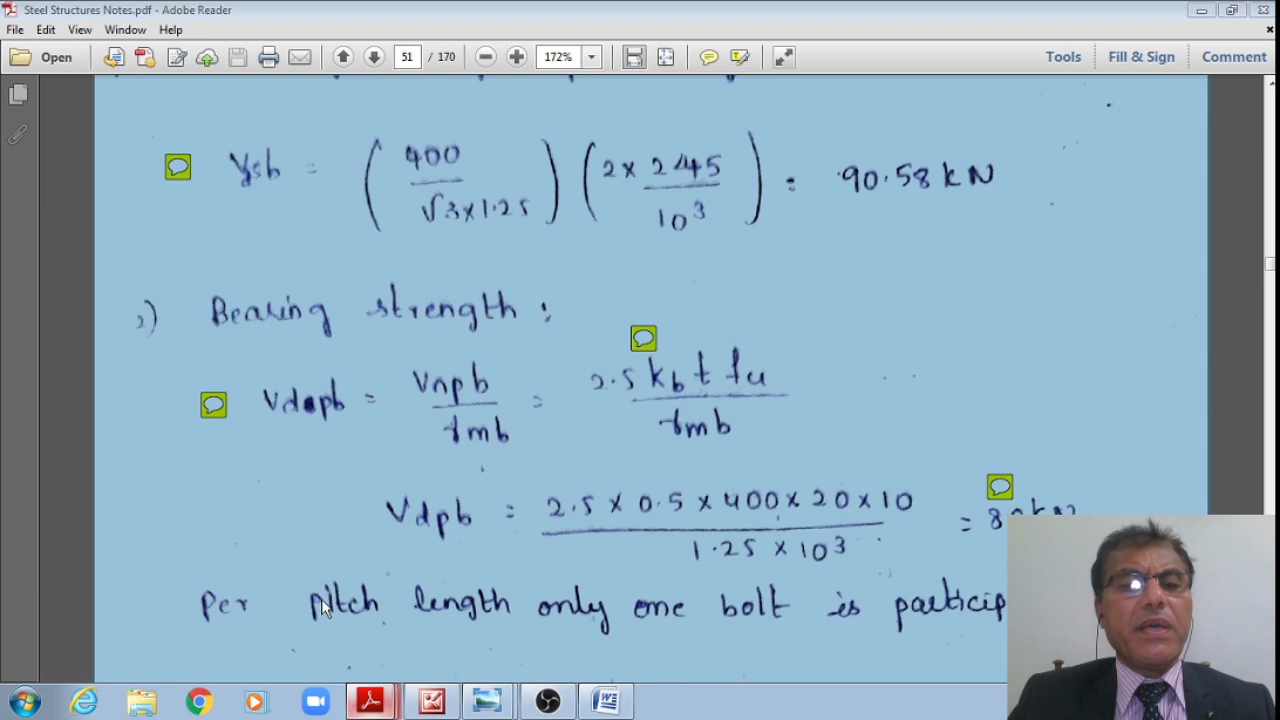 Steel Structures Notes.pdf - Adobe Reader
File Edit View Window Help
Open 51 / 170 172% Tools Fill & Sign Comment
Vsb = (400 / √3 x 1.25) (2 x 245 / 10³) = 90.58 kN
2) Bearing strength :
Vdpb = Vnpb / γmb = 2.5 kb t fu / γmb
Vdpb = 2.5 x 0.5 x 400 x 20 x 10 / 1.25 x 10³ = 80 kN
Per pitch length only one bolt is particip